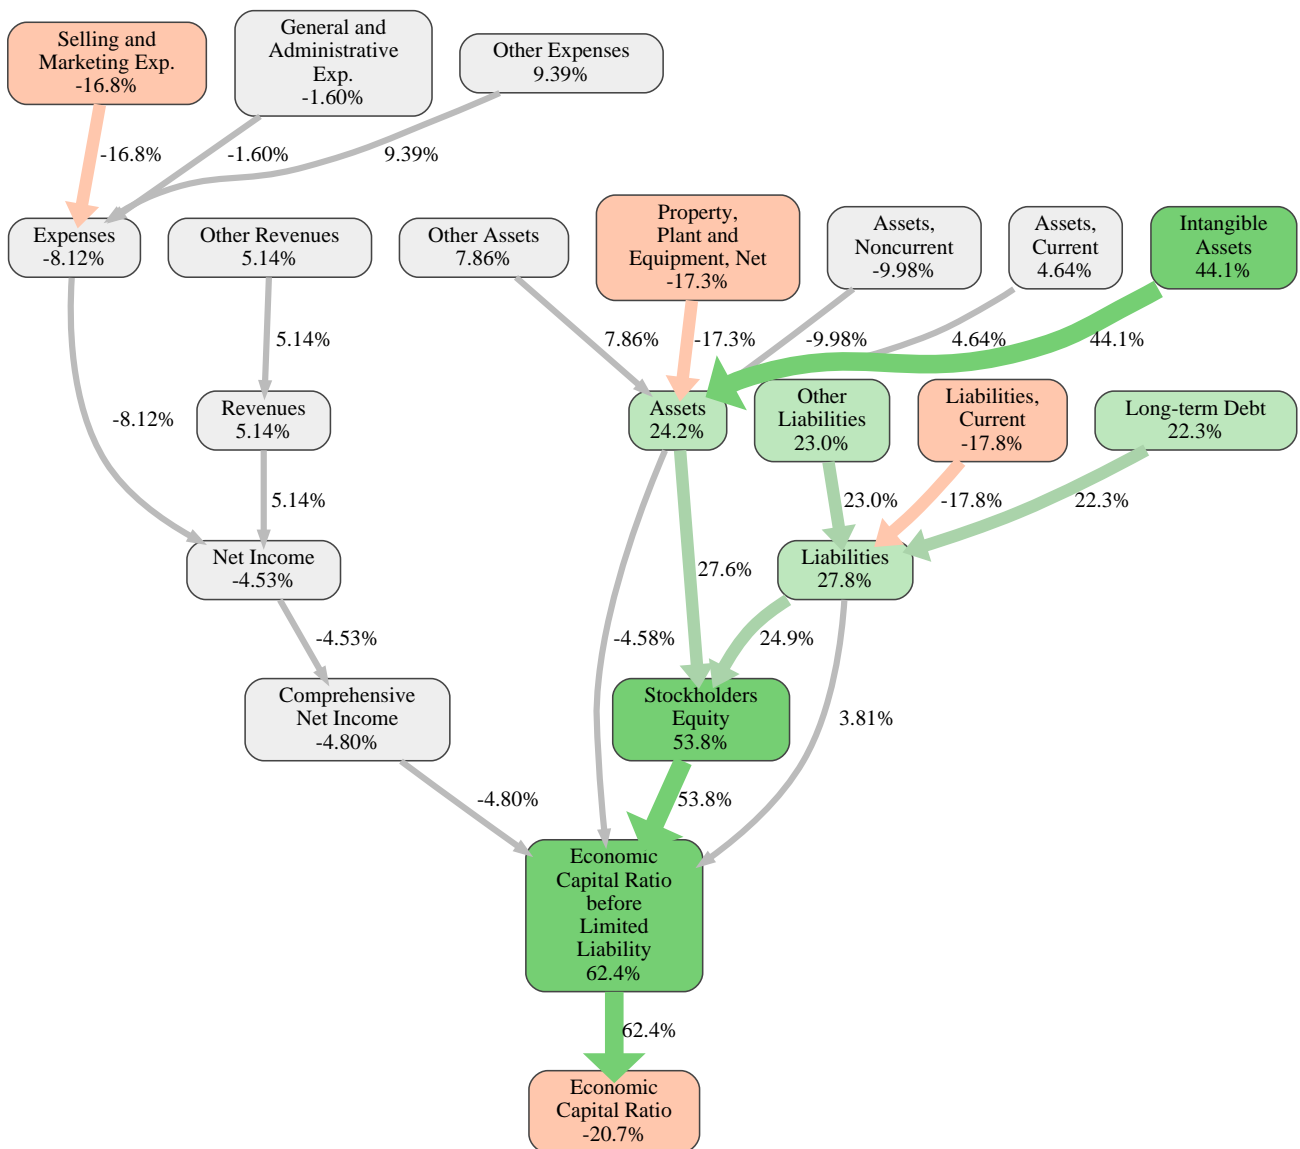 Selling and
Marketing Exp.
-16.8%
General and
Administrative
Exp.
-1.60%
Other Expenses
9.39%
-16.8%
-1.60%
9.39%
Expenses
-8.12%
Other Revenues
5.14%
Other Assets
7.86%
Property,
Plant and
Equipment, Net
-17.3%
Assets,
Noncurrent
-9.98%
Assets,
Current
4.64%
Intangible
Assets
44.1%
5.14%
7.86%
-17.3%
-9.98%
4.64%
44.1%
-8.12%
Revenues
5.14%
Assets
24.2%
Other
Liabilities
23.0%
Liabilities,
Current
-17.8%
Long-term Debt
22.3%
5.14%
23.0%
-17.8%
22.3%
Net Income
-4.53%
27.6%
Liabilities
27.8%
-4.53%
-4.58%
24.9%
Comprehensive
Net Income
-4.80%
Stockholders
Equity
53.8%
3.81%
-4.80%
53.8%
Economic
Capital Ratio
before
Limited
Liability
62.4%
62.4%
Economic
Capital Ratio
-20.7%